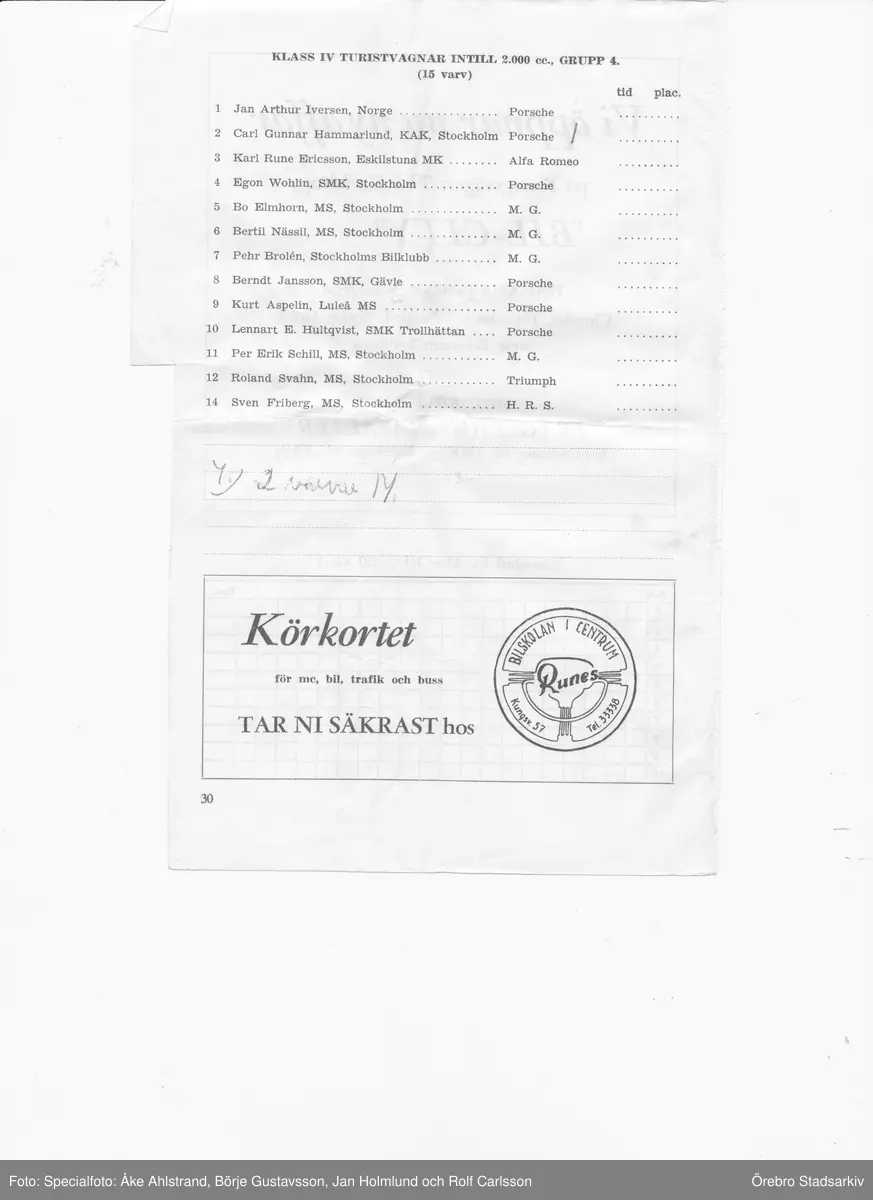 KLASS IV TURISTVAGNAR INTILL 2.000 cc., GRUPP 4.
(15 varv)
tid plac.
1 Jan Arthur Iversen, Norge ................ Porsche ..........
2 Carl Gunnar Hammarlund, KAK, Stockholm Porsche / ..........
3 Karl Rune Ericsson, Eskilstuna MK ........ Alfa Romeo ..........
4 Egon Wohlin, SMK, Stockholm ............ Porsche ..........
5 Bo Elmhorn, MS, Stockholm .............. M. G. ..........
6 Bertil Nässil, MS, Stockholm .............. M. G. ..........
7 Pehr Brolén, Stockholms Bilklubb .......... M. G. ..........
8 Berndt Jansson, SMK, Gävle .............. Porsche ..........
9 Kurt Aspelin, Luleå MS .................. Porsche ..........
10 Lennart E. Hultqvist, SMK Trollhättan .... Porsche ..........
11 Per Erik Schill, MS, Stockholm ............ M. G. ..........
12 Roland Svahn, MS, Stockholm ............ Triumph ..........
14 Sven Friberg, MS, Stockholm ............ H. R. S. ..........
2
Körkortet
för mc, bil, trafik och buss
TAR NI SÄKRAST hos
BILSKOLAN I CENTRUM
Runes
Kungsv 57 Tel. 33338
30
Foto: Specialfoto: Åke Ahlstrand, Börje Gustavsson, Jan Holmlund och Rolf Carlsson Örebro Stadsarkiv